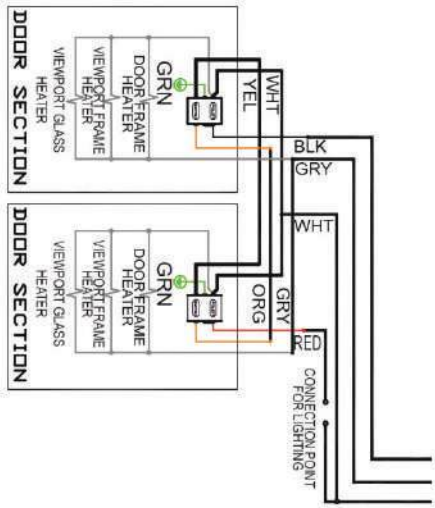 DOOR SECTION
VIEWPORT GLASS
HEATER
VIEWPORT FRAME
HEATER
DOOR FRAME
HEATER
GRN
YEL
WHT
BLK
GRY
WHT
DOOR SECTION
VIEWPORT GLASS
HEATER
VIEWPORT FRAME
HEATER
DOOR FRAME
HEATER
GRN
ORG
GRY
RED
CONNECTION POINT
FOR LIGHTING